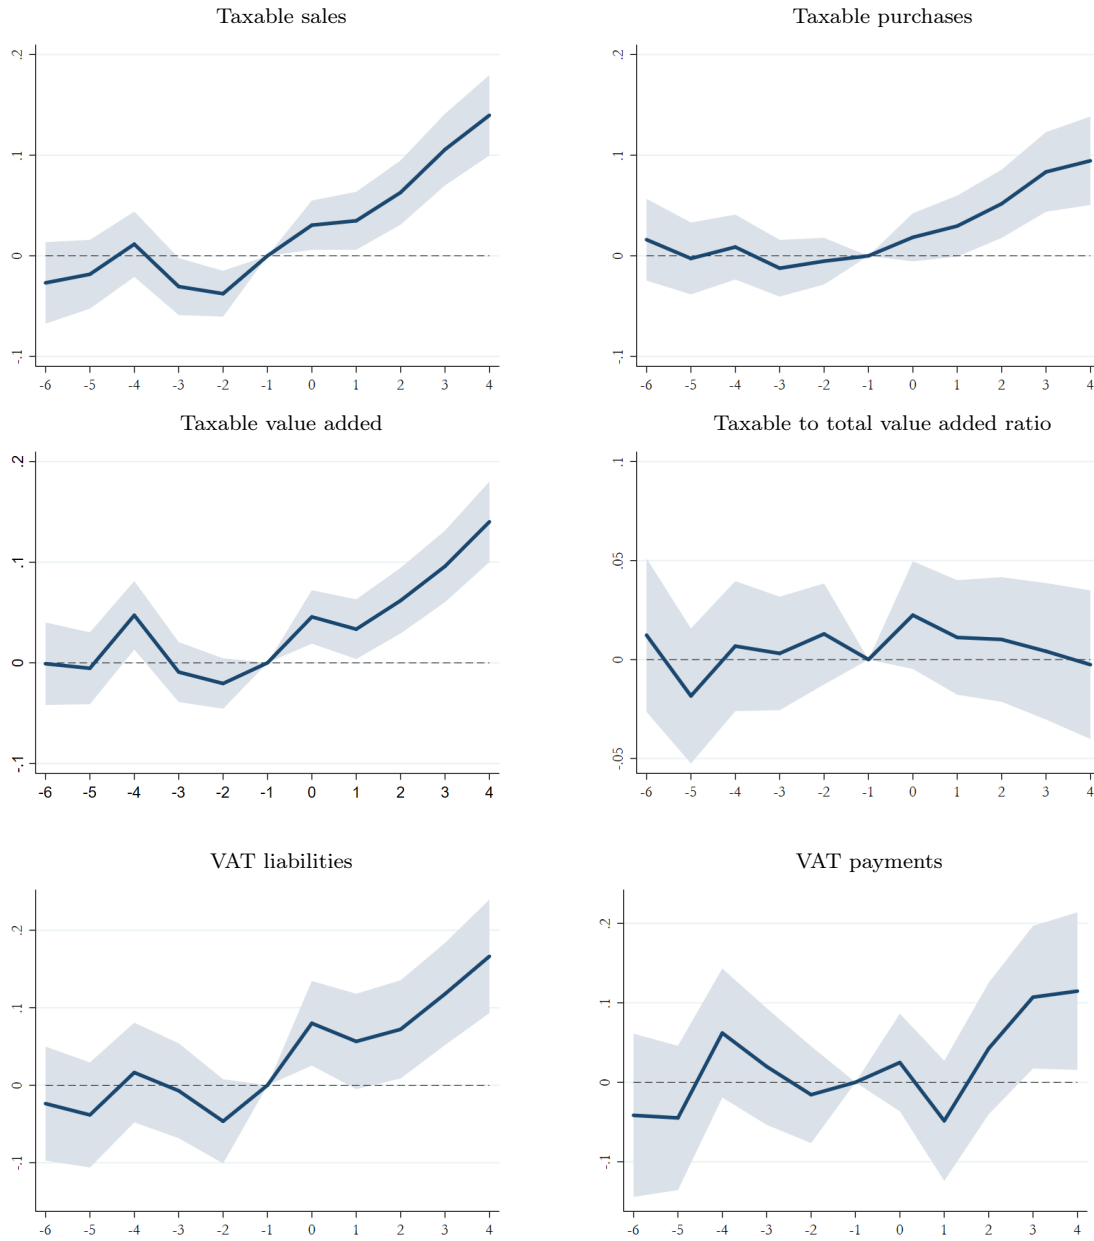 Taxable sales
.2
.1
0
-.1
-6 -5 -4 -3 -2 -1 0 1 2 3 4
Taxable purchases
.2
.1
0
-.1
-6 -5 -4 -3 -2 -1 0 1 2 3 4
Taxable value added
.2
.1
0
-.1
-6 -5 -4 -3 -2 -1 0 1 2 3 4
Taxable to total value added ratio
.1
.05
0
-.05
-6 -5 -4 -3 -2 -1 0 1 2 3 4
VAT liabilities
.2
.1
0
-.1
-6 -5 -4 -3 -2 -1 0 1 2 3 4
VAT payments
.2
.1
0
-.1
-6 -5 -4 -3 -2 -1 0 1 2 3 4